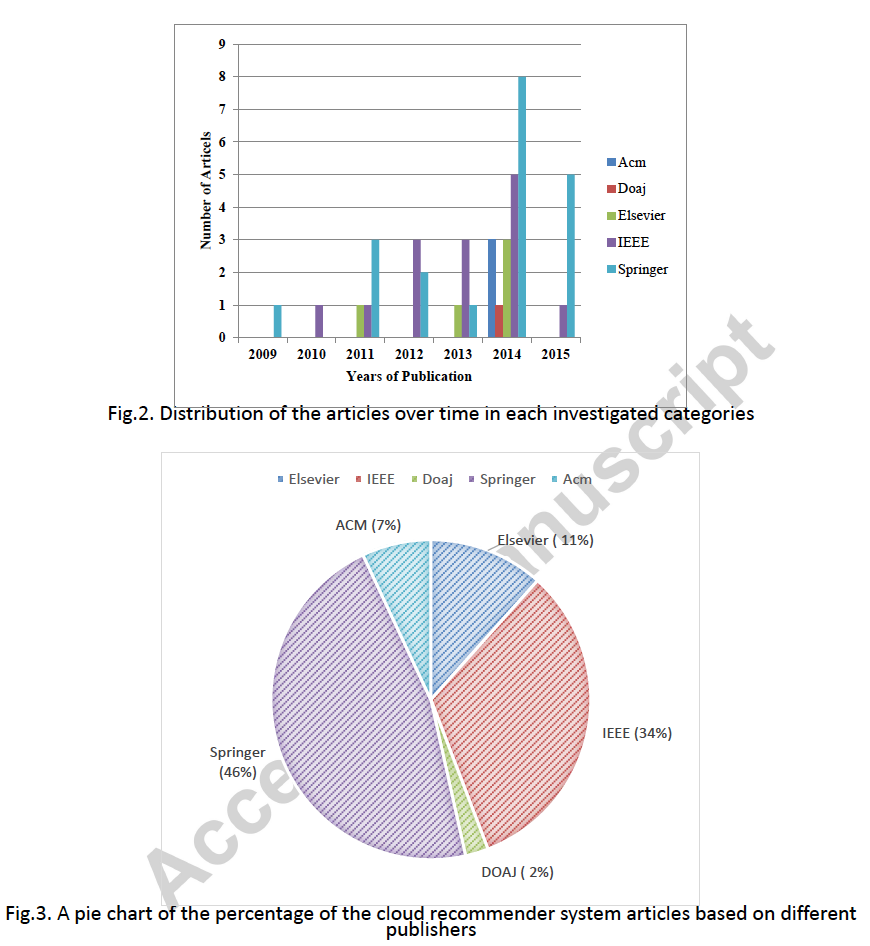 9
8
7
6
5
4
3
2
1
0
Number of Articels
2009 2010 2011 2012 2013 2014 2015
Years of Publication
Acm
Doaj
Elsevier
IEEE
Springer
Fig.2. Distribution of the articles over time in each investigated categories
Elsevier IEEE Doaj Springer Acm
ACM (7%)
Elsevier ( 11%)
IEEE (34%)
Springer
(46%)
DOAJ ( 2%)
Fig.3. A pie chart of the percentage of the cloud recommender system articles based on different
publishers